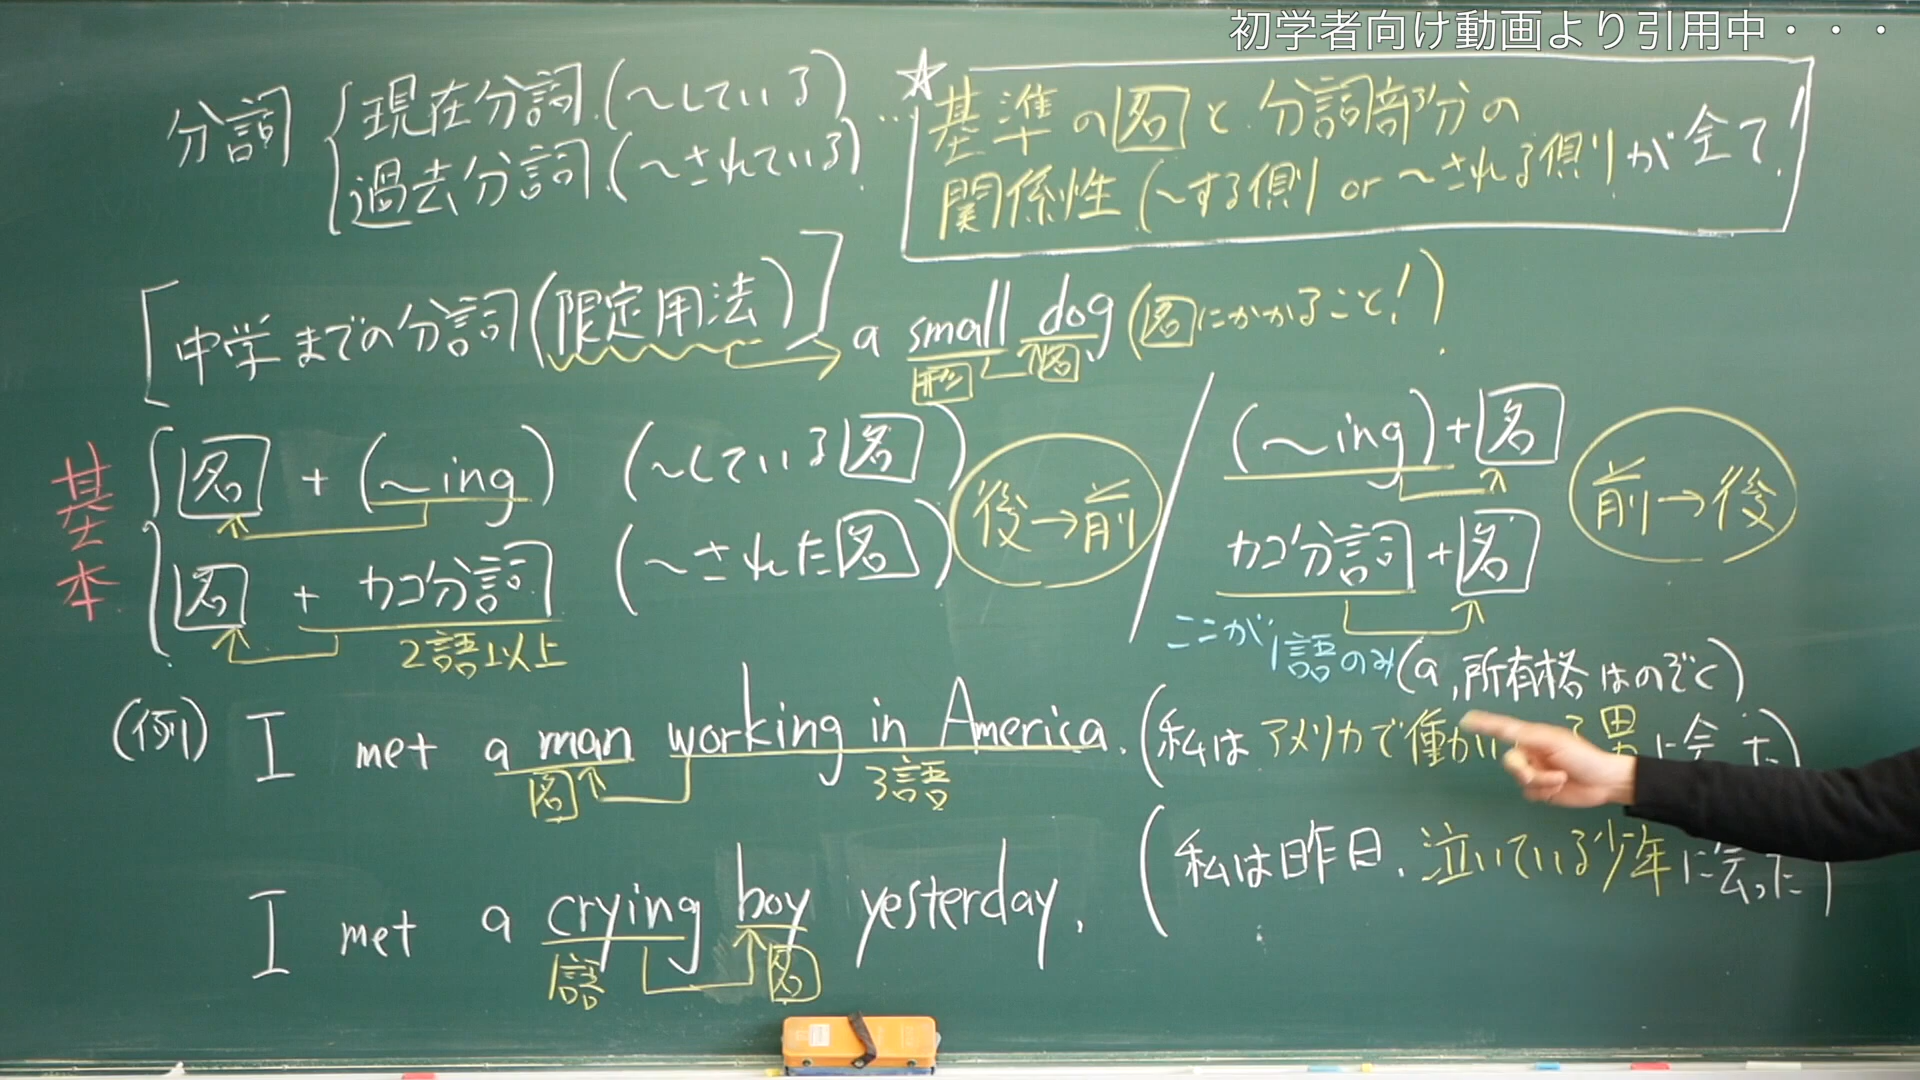 初学者向け動画より引用中・・・
分詞
現在分詞(〜している)
過去分詞(〜されている)
…☆
基準の名と分詞部分の
関係性(〜する側 or 〜される側)が全て!
[中学までの分詞(限定用法)]
a small dog (名にかかること!)
形 名
基本
名 + (〜ing) (〜している名)
名 + カコ分詞 (〜された名)
2語以上
後→前
/
(〜ing)+名
カコ分詞+名
前→後
ここが1語のみ(a, 所有格はのぞく)
(例) I met a man working in America. (私はアメリカで働 る男に会 た)
名 3語
I met a crying boy yesterday. (私は昨日、泣いている少年に会った)
1語 名